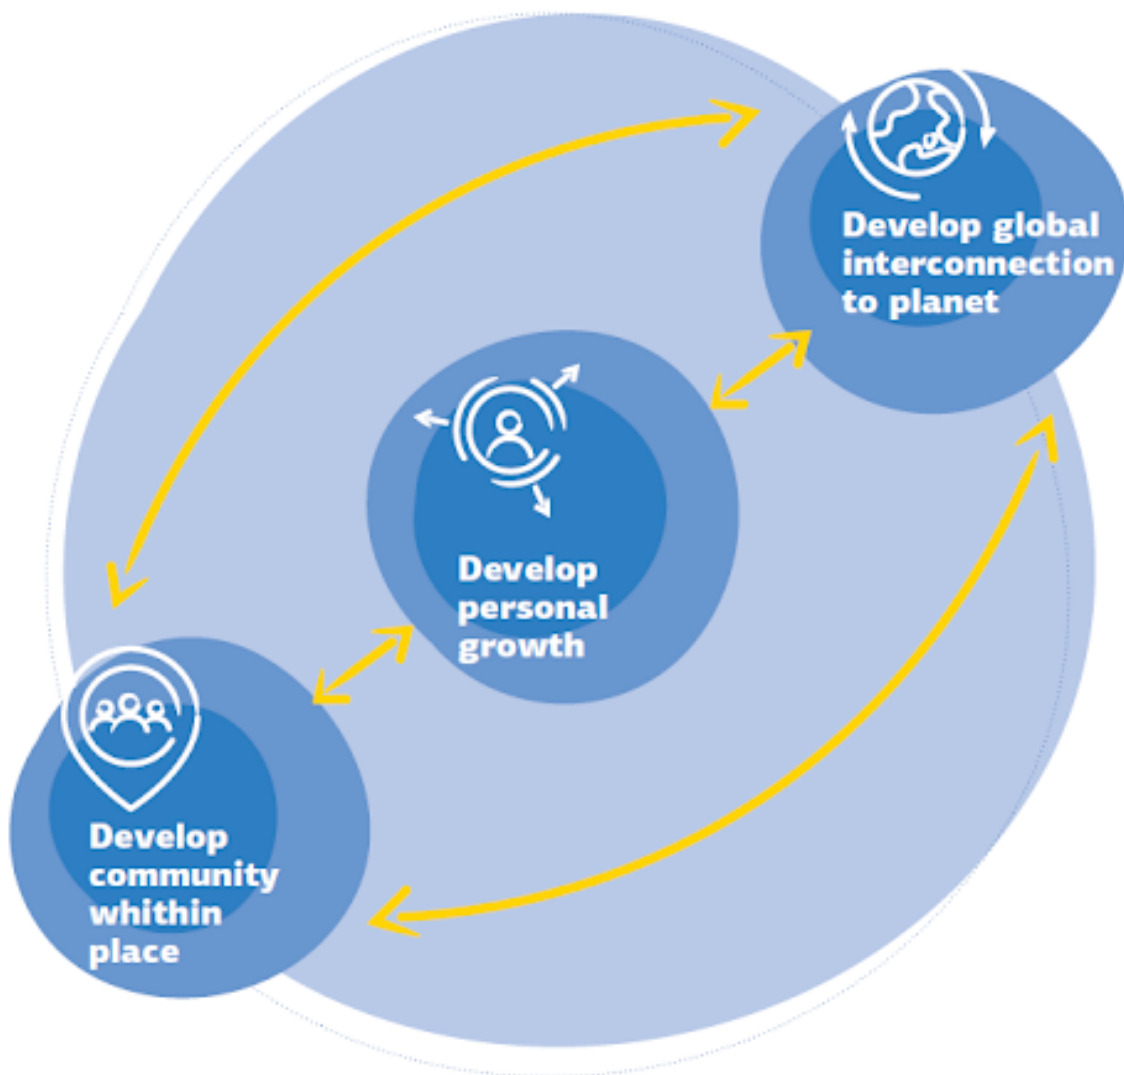 Develop global
interconnection
to planet
Develop
personal
growth
Develop
community
whithin
place